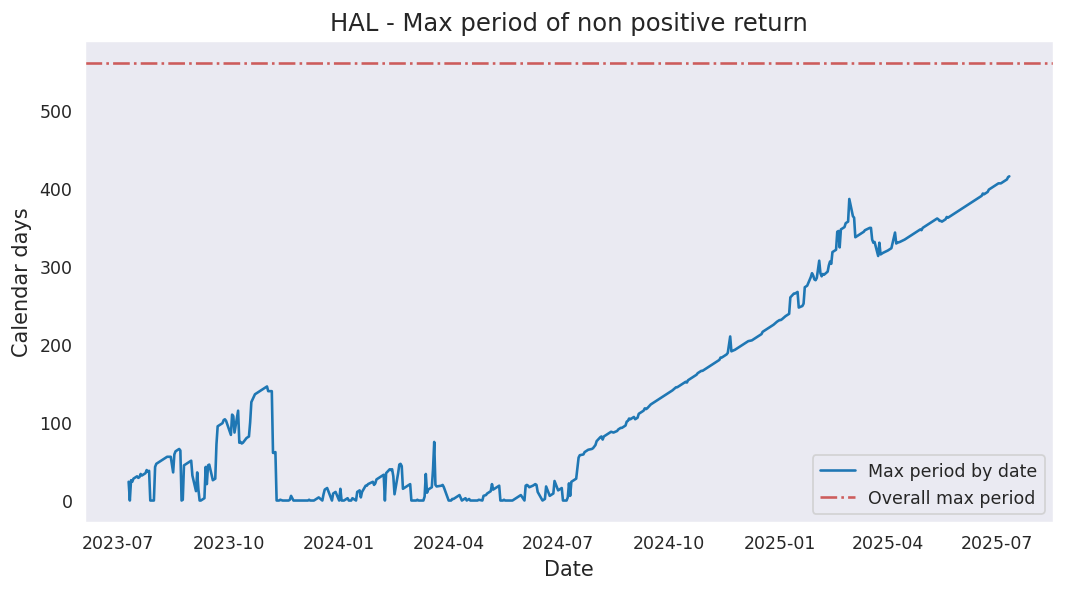 HAL - Max period of non positive return
Calendar days
500
400
300
200
100
0
2023-07 2023-10 2024-01 2024-04 2024-07 2024-10 2025-01 2025-04 2025-07
Date
Max period by date
Overall max period